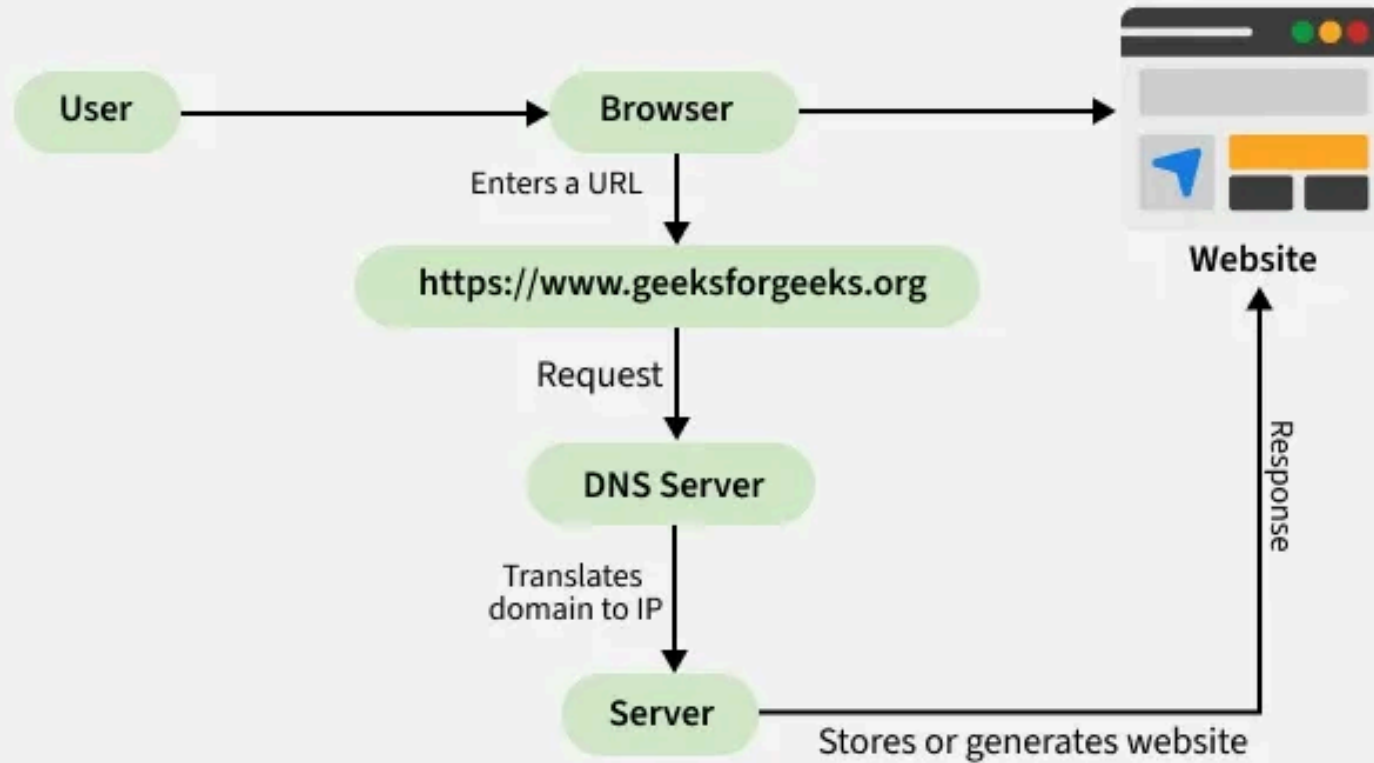 User
Browser
Enters a URL
https://www.geeksforgeeks.org
Website
Request
Response
DNS Server
Translates
domain to IP
Server
Stores or generates website